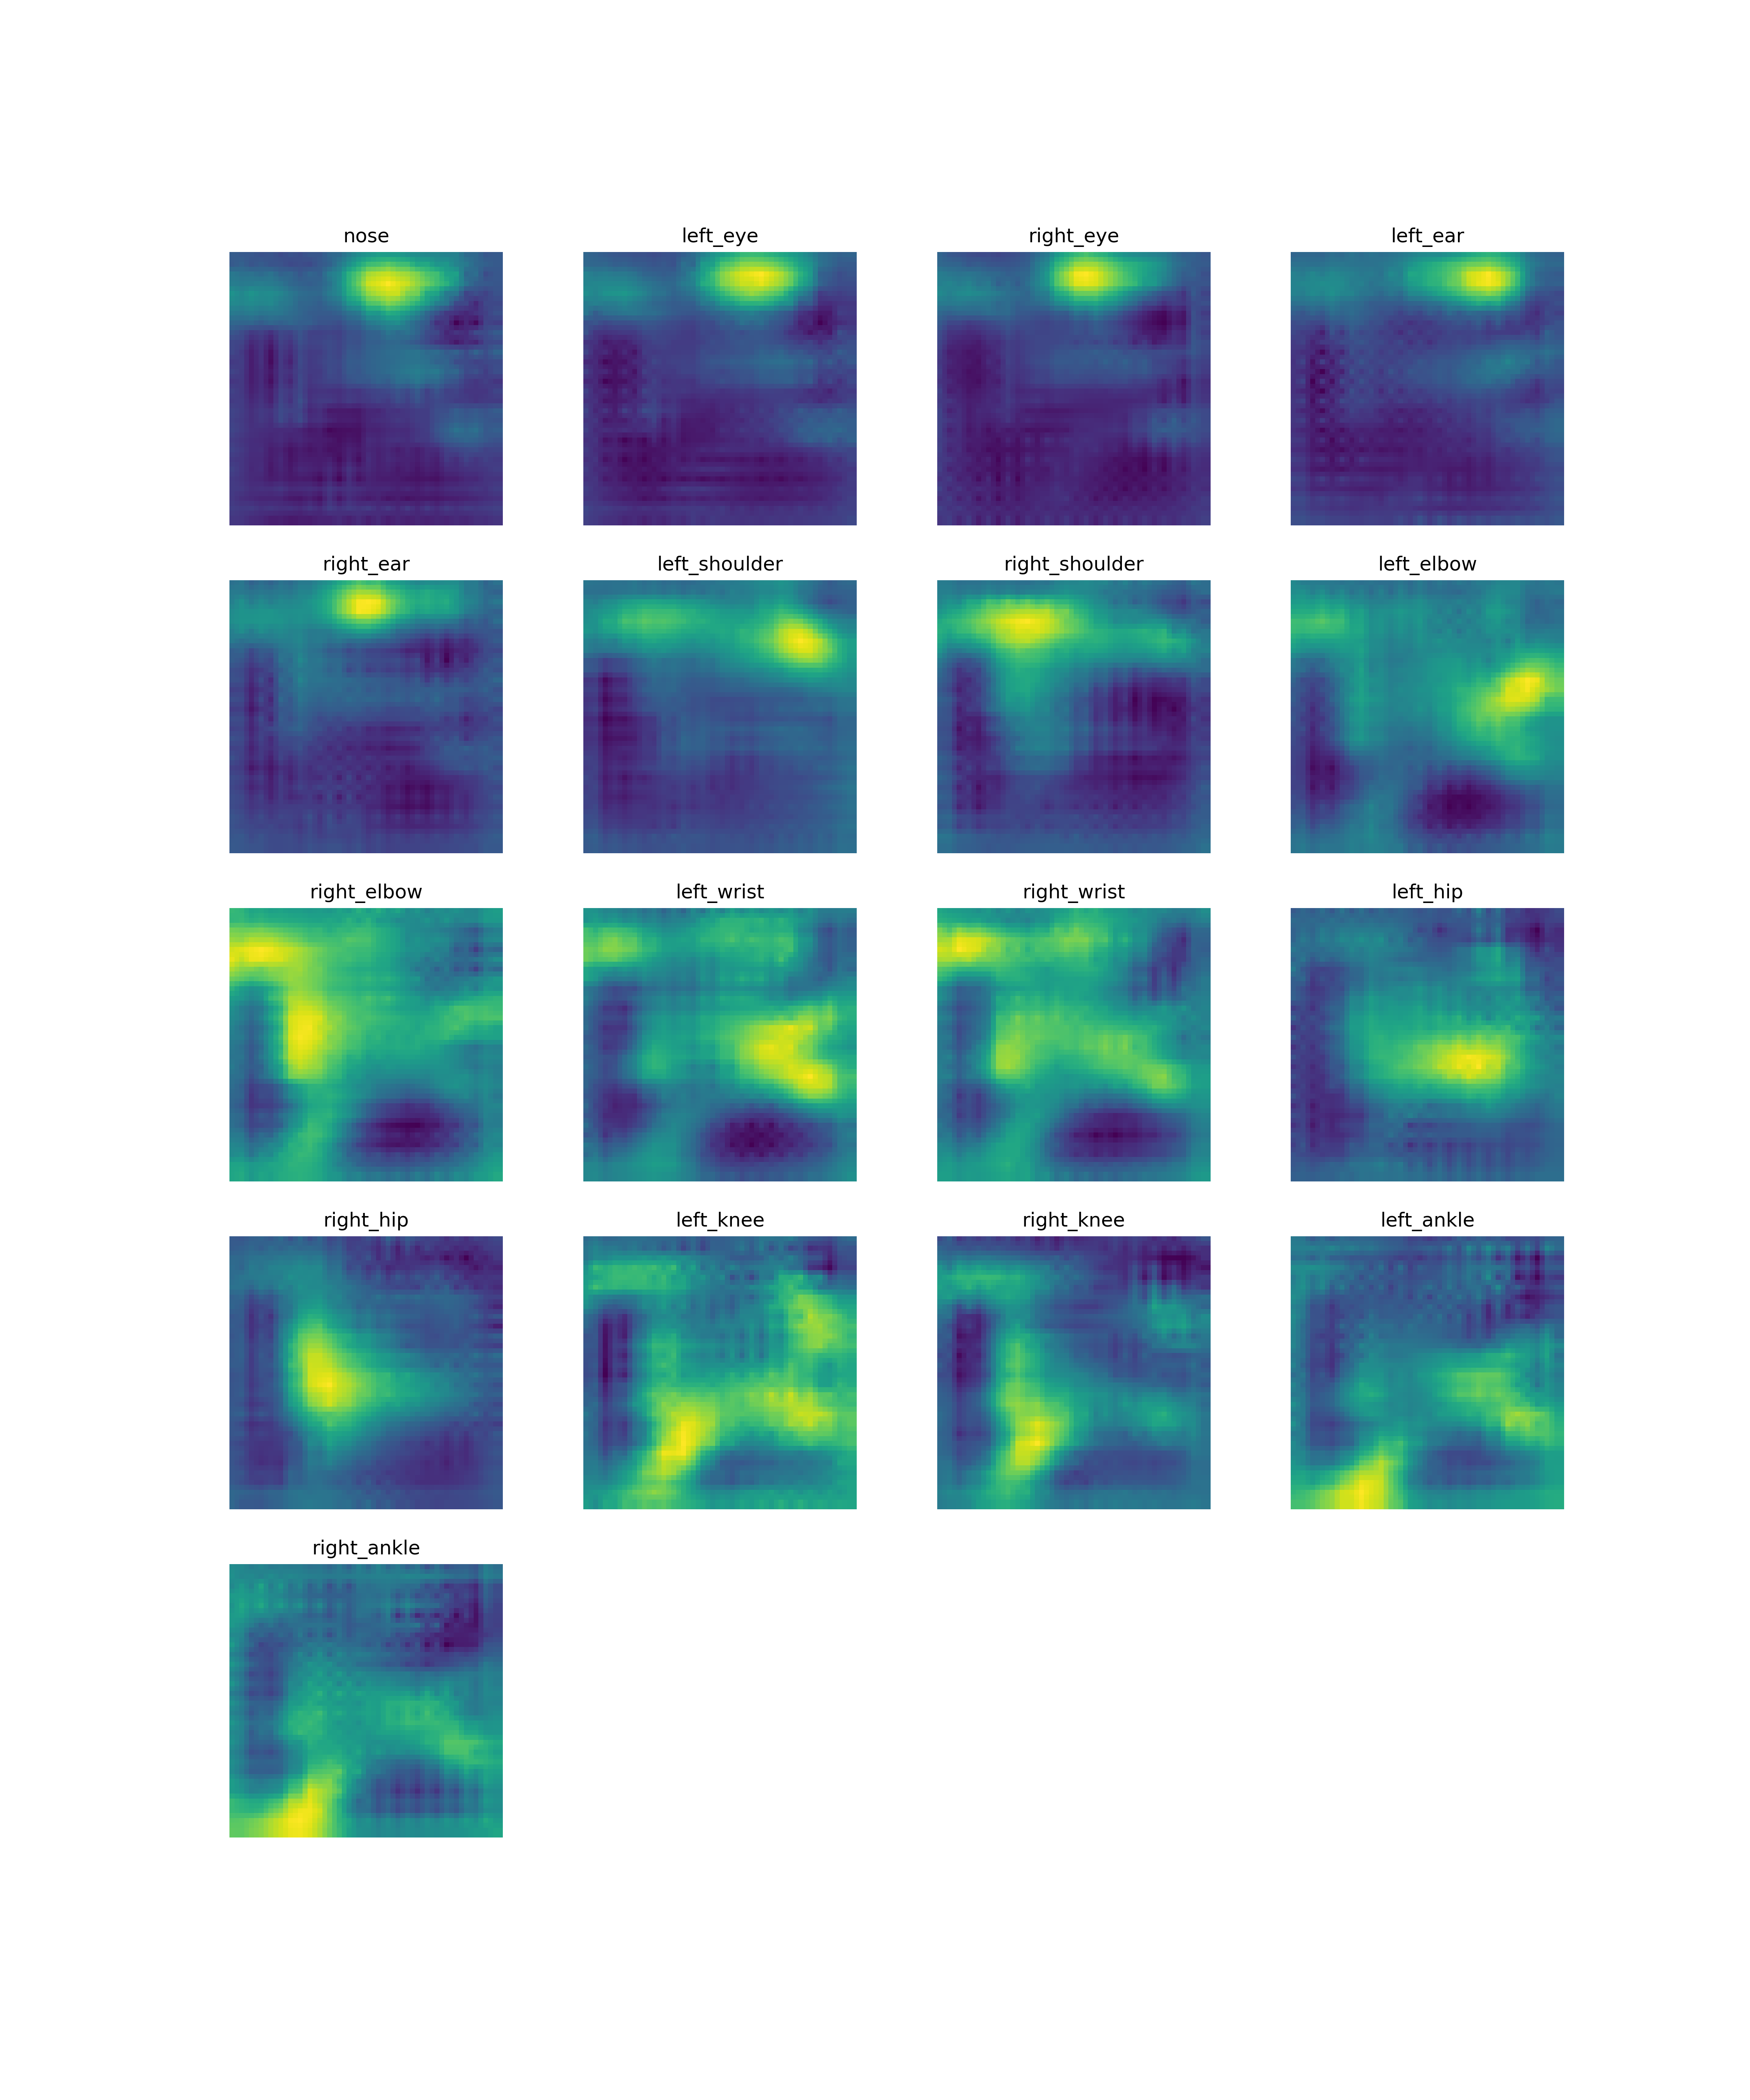 nose
left_eye
right_eye
left_ear
right_ear
left_shoulder
right_shoulder
left_elbow
right_elbow
left_wrist
right_wrist
left_hip
right_hip
left_knee
right_knee
left_ankle
right_ankle